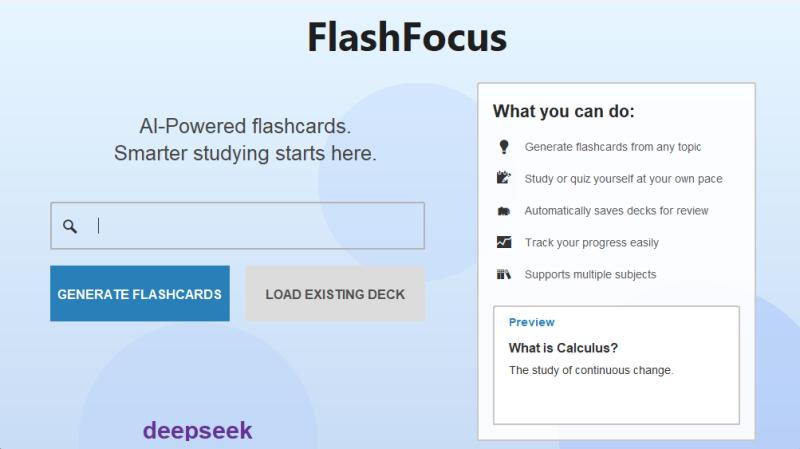 FlashFocus
AI-Powered flashcards.
Smarter studying starts here.
GENERATE FLASHCARDS
LOAD EXISTING DECK
deepseek
What you can do:
Generate flashcards from any topic
Study or quiz yourself at your own pace
Automatically saves decks for review
Track your progress easily
Supports multiple subjects
Preview
What is Calculus?
The study of continuous change.